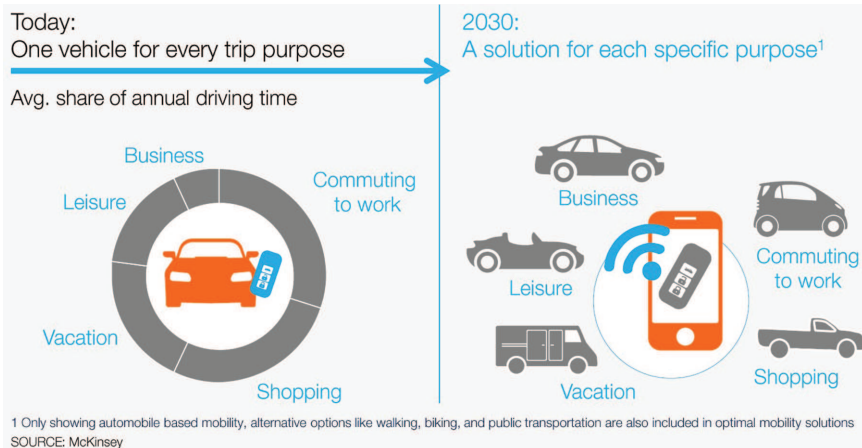 Today:
One vehicle for every trip purpose
Avg. share of annual driving time
Business
Leisure
Commuting
to work
Vacation
Shopping
2030:
A solution for each specific purpose1
Business
Leisure
Commuting
to work
Vacation
Shopping
1 Only showing automobile based mobility, alternative options like walking, biking, and public transportation are also included in optimal mobility solutions
SOURCE: McKinsey